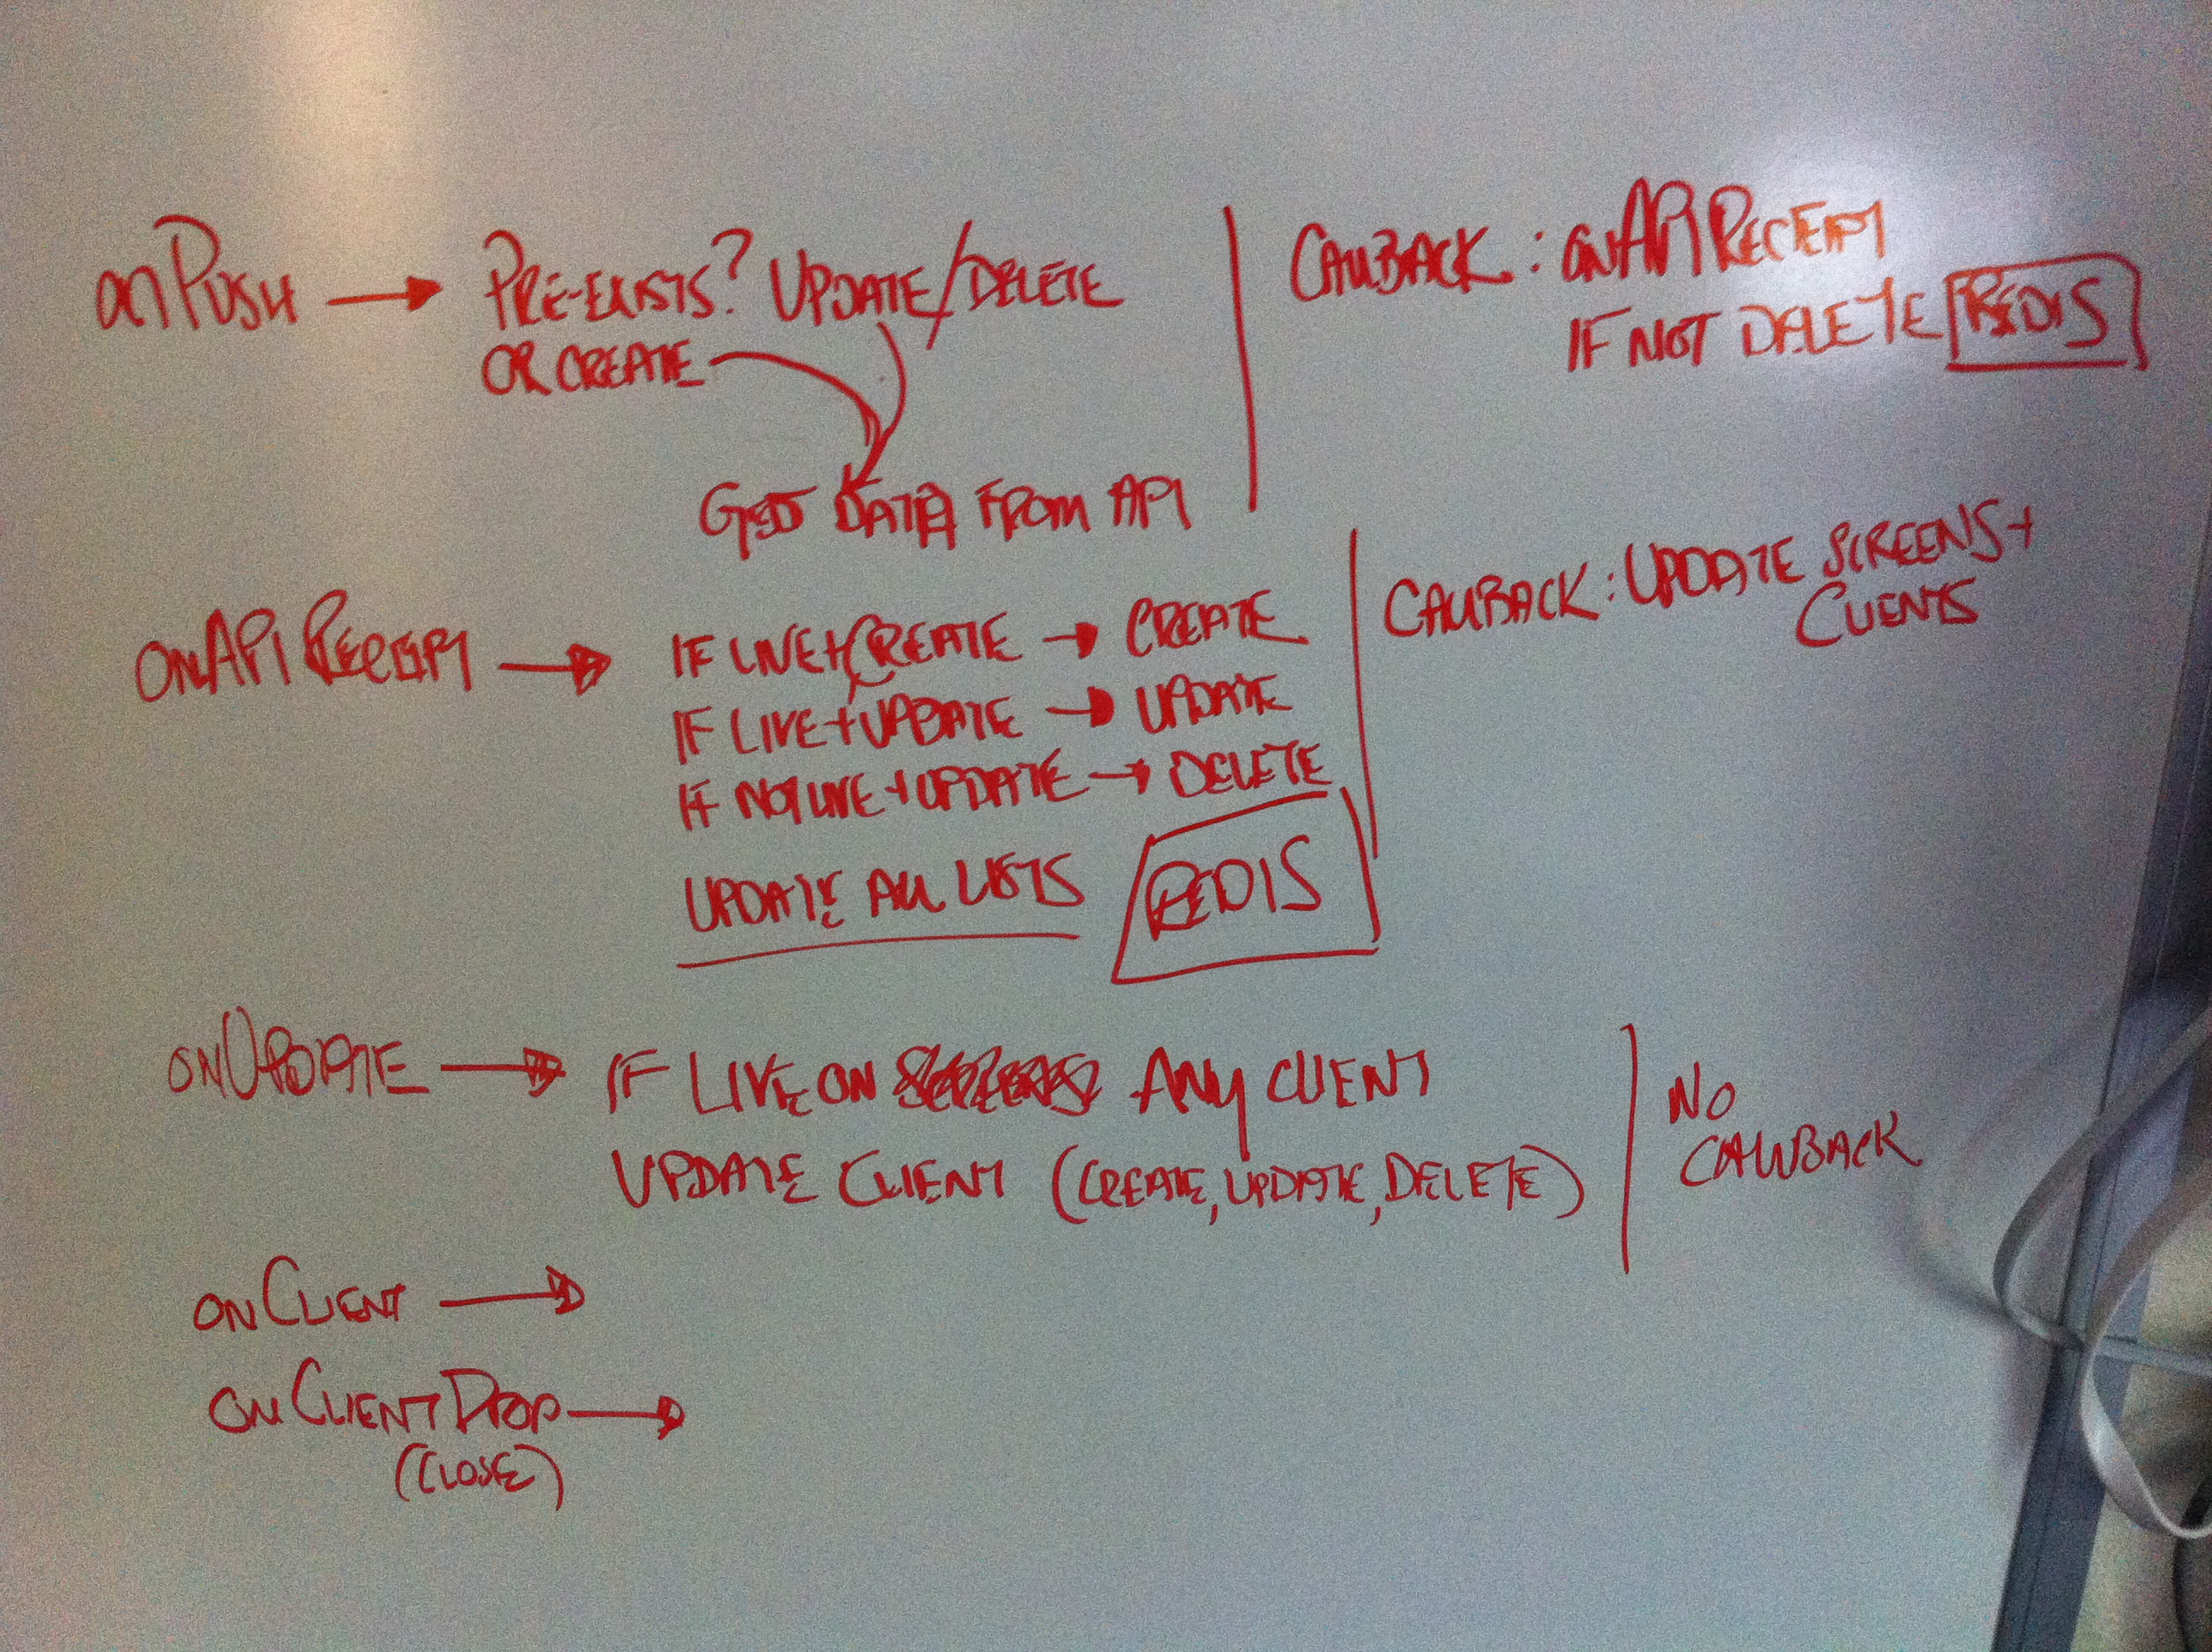 onPush → PRE-EXISTS? UPDATE/DELETE
OR CREATE
GET DATA FROM API
CALLBACK: onAPI RECEIPT
IF NOT DELETE REDIS
onAPI RECEIPT → IF LIVE+CREATE → CREATE
IF LIVE+UPDATE → UPDATE
IF NOT LIVE+UPDATE → DELETE
UPDATE ALL LISTS REDIS
CALLBACK: UPDATE SCREENS+
CLIENTS
onUPDATE → IF LIVE ON ANY CLIENT
UPDATE CLIENT (CREATE, UPDATE, DELETE)
NO
CALLBACK
onCLIENT →
onCLIENT DROP →
(CLOSE)